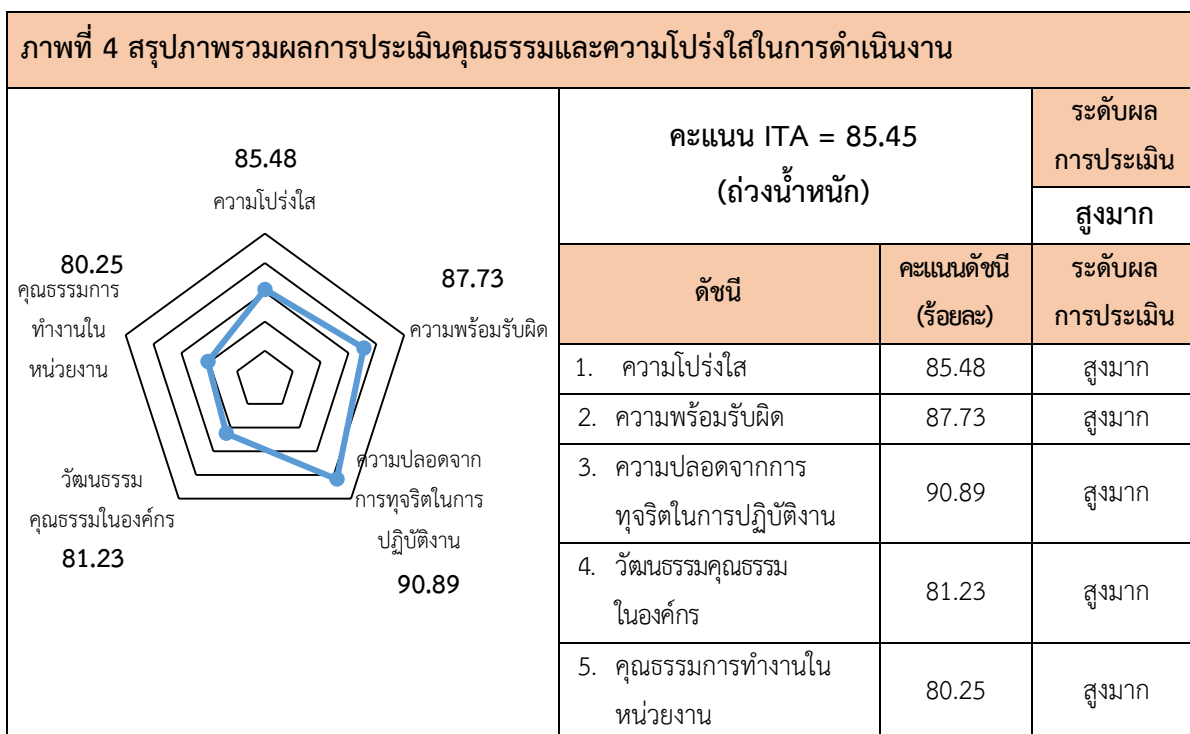 ภาพที่ 4 สรุปภาพรวมผลการประเมินคุณธรรมและความโปร่งใสในการดำเนินงาน
85.48
ความโปร่งใส
87.73
ความพร้อมรับผิด
ความปลอดจาก
การทุจริตในการ
ปฏิบัติงาน
90.89
วัฒนธรรม
คุณธรรมในองค์กร
81.23
80.25
คุณธรรมการ
ทำงานใน
หน่วยงาน
คะแนน ITA = 85.45
(ถ่วงน้ำหนัก)
ระดับผล
การประเมิน
สูงมาก
ดัชนี
คะแนนดัชนี
(ร้อยละ)
ระดับผล
การประเมิน
1. ความโปร่งใส 85.48 สูงมาก
2. ความพร้อมรับผิด 87.73 สูงมาก
3. ความปลอดจากการ
ทุจริตในการปฏิบัติงาน
90.89 สูงมาก
4. วัฒนธรรมคุณธรรม
ในองค์กร
81.23 สูงมาก
5. คุณธรรมการทำงานใน
หน่วยงาน
80.25 สูงมาก